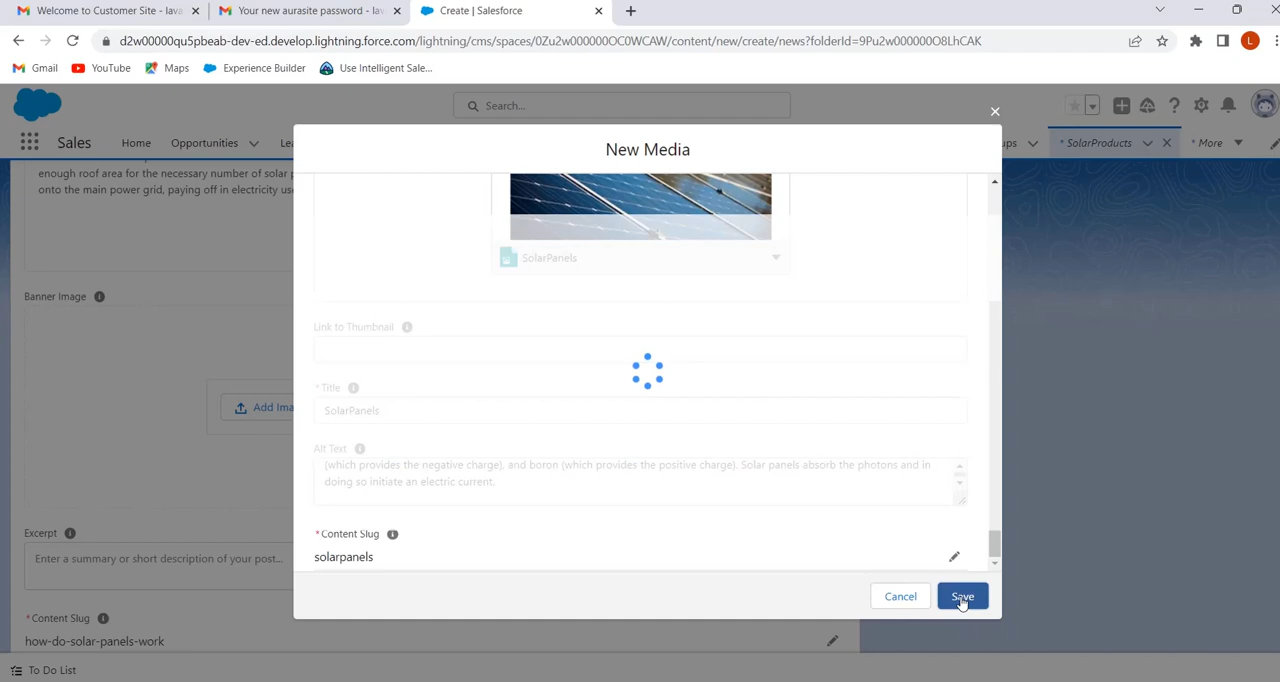 Welcome to Customer Site - lava
Your new aurasite password - lav
Create | Salesforce
d2w00000qu5pbeab-dev-ed.develop.lightning.force.com/lightning/cms/spaces/0Zu2w000000OC0WCAW/content/new/create/news?folderId=9Pu2w000000O8LhCAK
L
Gmail
YouTube
Maps
Experience Builder
Use Intelligent Sale...
Search...
Sales
Home
Opportunities
Lea
ups
* SolarProducts
* More
New Media
enough roof area for the necessary number of solar p
onto the main power grid, paying off in electricity use
SolarPanels
Banner Image
Link to Thumbnail
* Title
Add Ima
SolarPanels
Alt Text
(which provides the negative charge), and boron (which provides the positive charge). Solar panels absorb the photons and in
doing so initiate an electric current.
Excerpt
* Content Slug
Enter a summary or short description of your post...
solarpanels
Cancel
Save
* Content Slug
how-do-solar-panels-work
To Do List